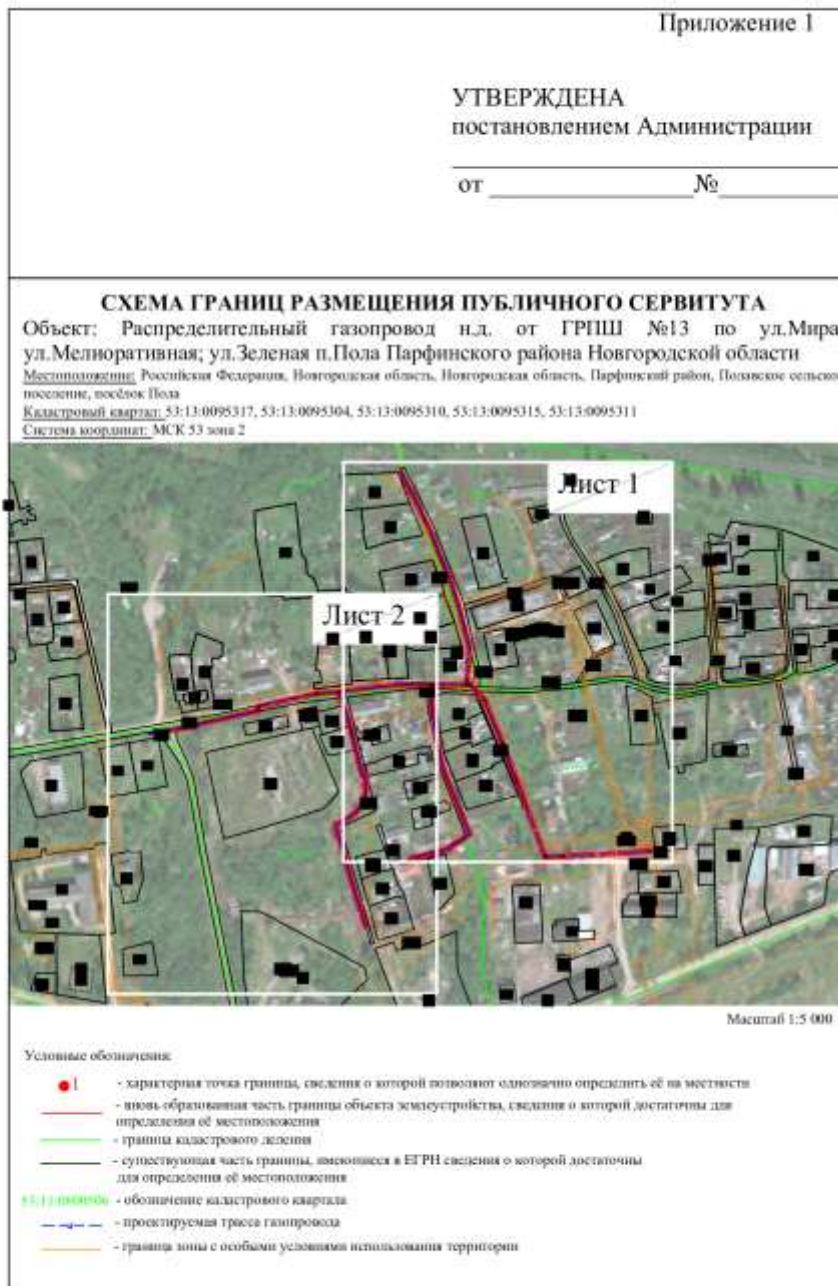 Приложение 1
УТВЕРЖДЕНА
постановлением Администрации
от №
СХЕМА ГРАНИЦ РАЗМЕЩЕНИЯ ПУБЛИЧНОГО СЕРВИТУТА
Объект: Распределительный газопровод н.д. от ГРПШ №13 по ул.Мира
ул.Мелиоративная; ул.Зеленая п.Пола Парфинского района Новгородской области
Местоположение: Российская Федерация, Новгородская область, Новгородская область, Парфинский район, Полавское сельское
поселение, посёлок Пола
Кадастровый квартал: 53:13:0095317, 53:13:0095304, 53:13:0095310, 53:13:0095315, 53:13:0095311
Система координат: МСК 53 зона 2
Лист 1
Лист 2
Масштаб 1:5 000
Условные обозначения:
1 - характерная точка границы, сведения о которой позволяют однозначно определить её на местности
- вновь образованная часть границы объекта землеустройства, сведения о которой достаточны для
определения её местоположения
- граница кадастрового деления
- существующая часть границы, имеющиеся в ЕГРН сведения о которой достаточны
для определения её местоположения
- обозначение кадастрового квартала
- проектируемая трасса газопровода
- граница зоны с особыми условиями использования территории